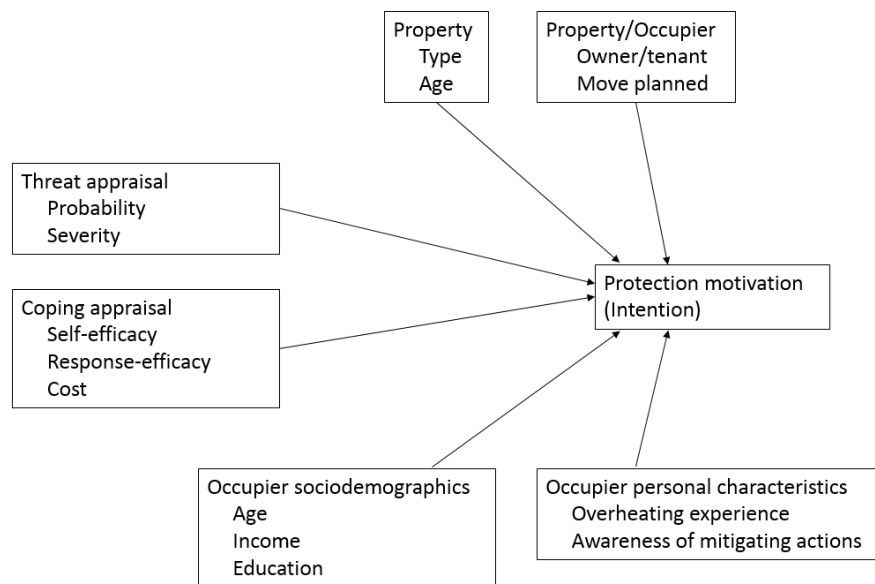 Property
Type
Age
Property/Occupier
Owner/tenant
Move planned
Threat appraisal
Probability
Severity
Protection motivation
(Intention)
Coping appraisal
Self-efficacy
Response-efficacy
Cost
Occupier sociodemographics
Age
Income
Education
Occupier personal characteristics
Overheating experience
Awareness of mitigating actions